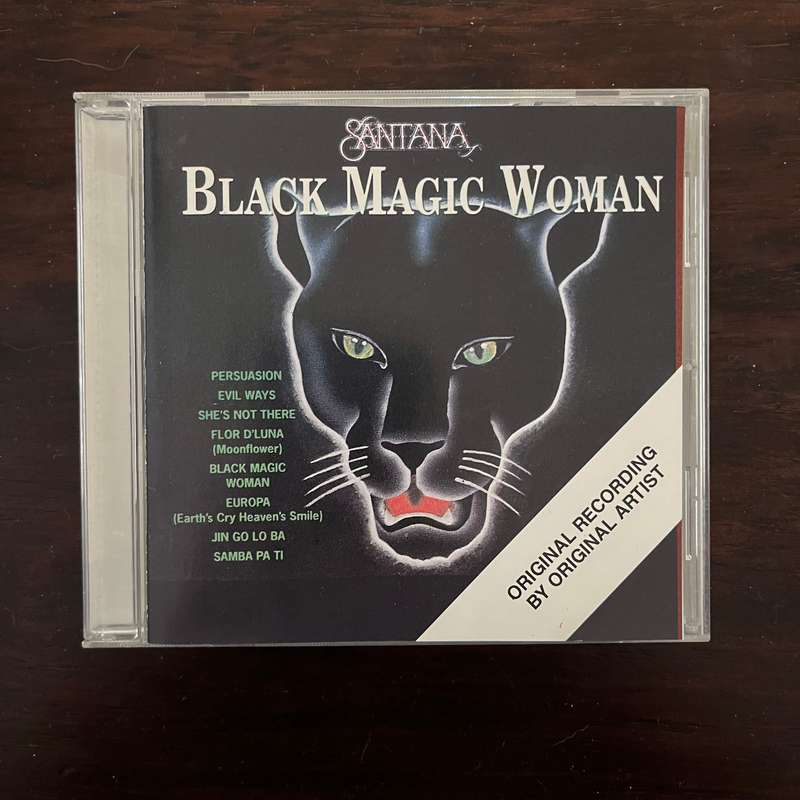 SANTANA
BLACK MAGIC WOMAN
PERSUASION
EVIL WAYS
SHE'S NOT THERE
FLOR D'LUNA
(Moonflower)
BLACK MAGIC
WOMAN
EUROPA
(Earth's Cry Heaven's Smile)
JIN GO LO BA
SAMBA PA TI
ORIGINAL RECORDING
BY ORIGINAL ARTIST